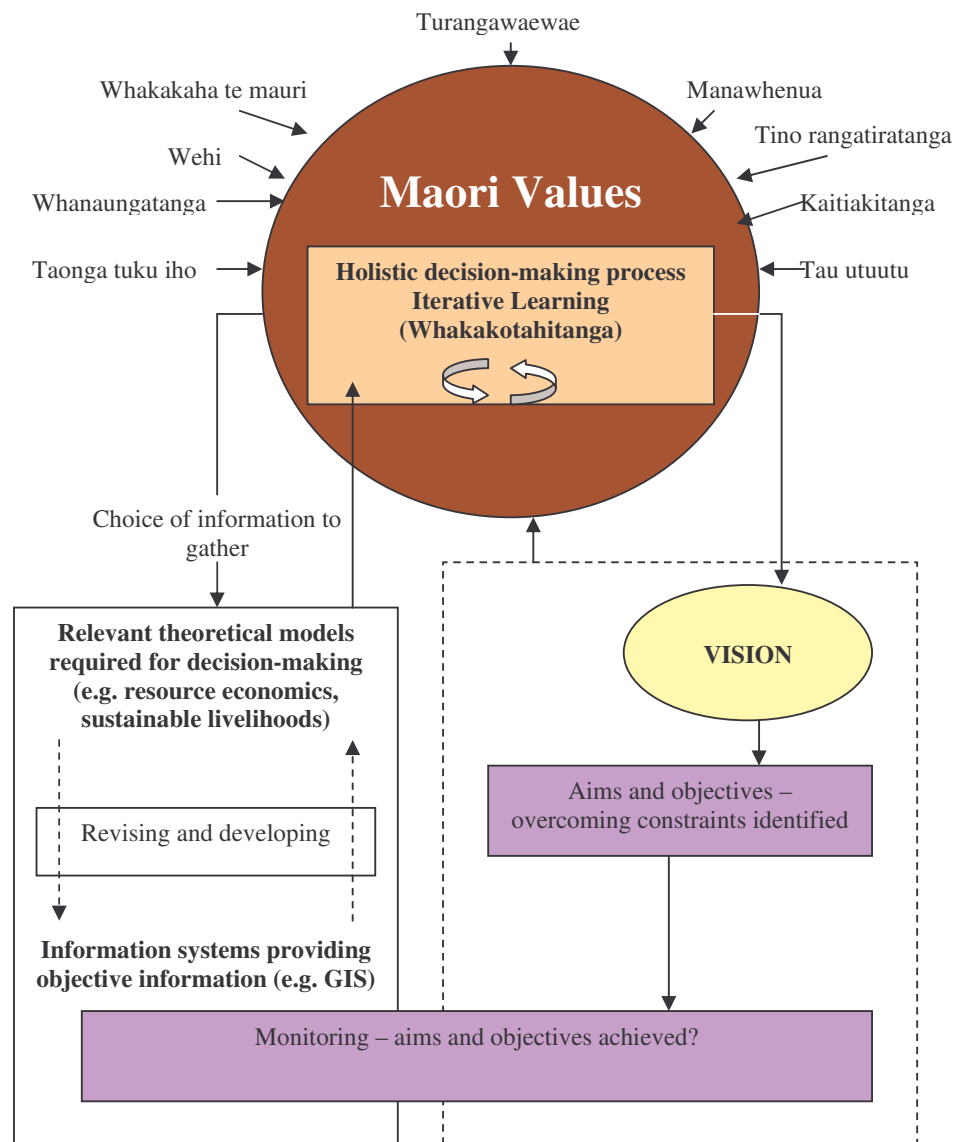 Turangawaewae
Whakakaha te mauri
Manawhenua
Wehi
Tino rangatiratanga
Whanaungatanga
Maori Values
Kaitiakitanga
Taonga tuku iho
Holistic decision-making process
Iterative Learning
(Whakakotahitanga)
Tau utuutu
Choice of information to
gather
Relevant theoretical models
required for decision-making
(e.g. resource economics,
sustainable livelihoods)
VISION
Aims and objectives –
overcoming constraints identified
Revising and developing
Information systems providing
objective information (e.g. GIS)
Monitoring – aims and objectives achieved?